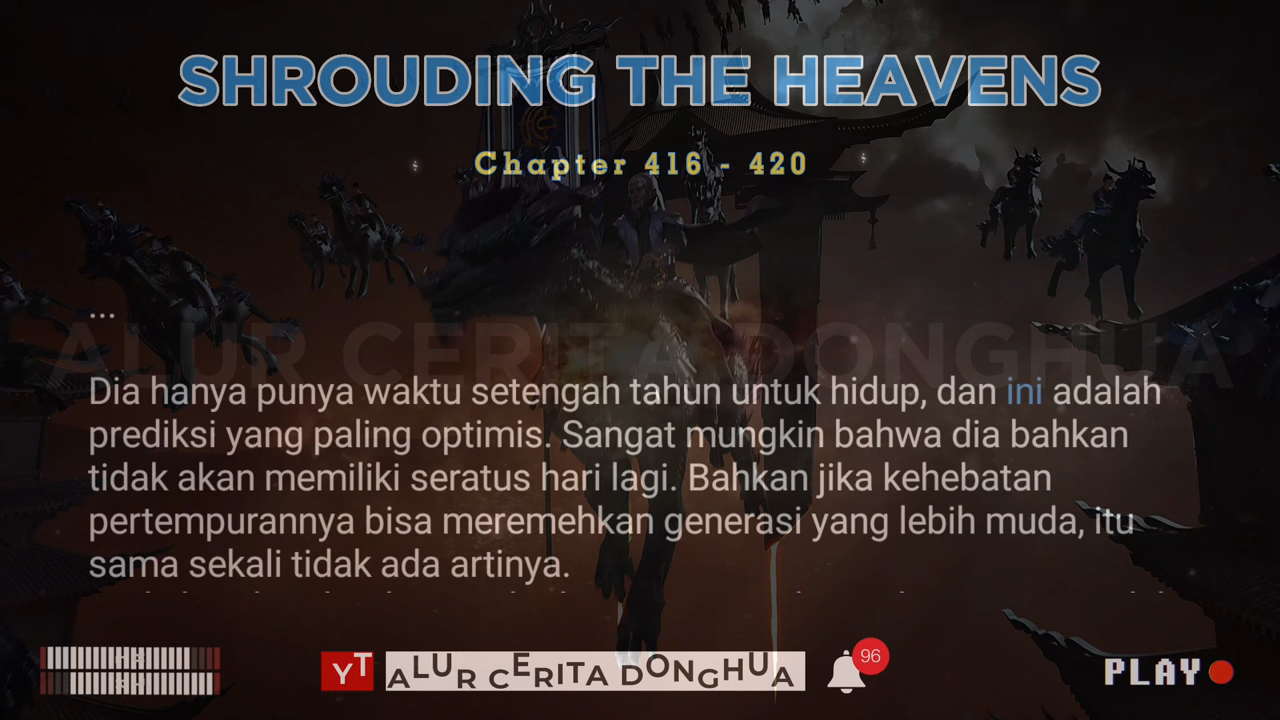 SHROUDING THE HEAVENS
Chapter 416 - 420
...
ALUR CERITA DONGHUA
Dia hanya punya waktu setengah tahun untuk hidup, dan ini adalah
prediksi yang paling optimis. Sangat mungkin bahwa dia bahkan
tidak akan memiliki seratus hari lagi. Bahkan jika kehebatan
pertempurannya bisa meremehkan generasi yang lebih muda, itu
sama sekali tidak ada artinya.
YT ALUR CERITA DONGHUA 96
PLAY